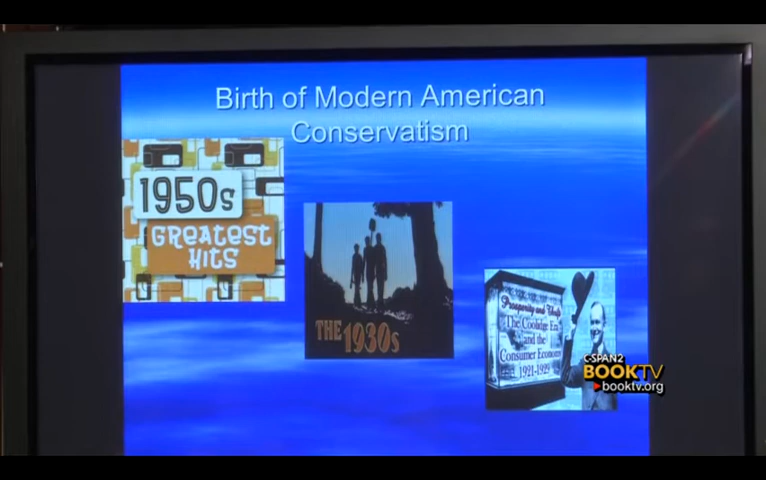 Birth of Modern American
Conservatism
1950s
GREATEST
HITS
THE 1930s
Prosperity and Thrift
The Coolidge Era
and the
Consumer Economy
1921-1929
C-SPAN2
BOOKTV
booktv.org